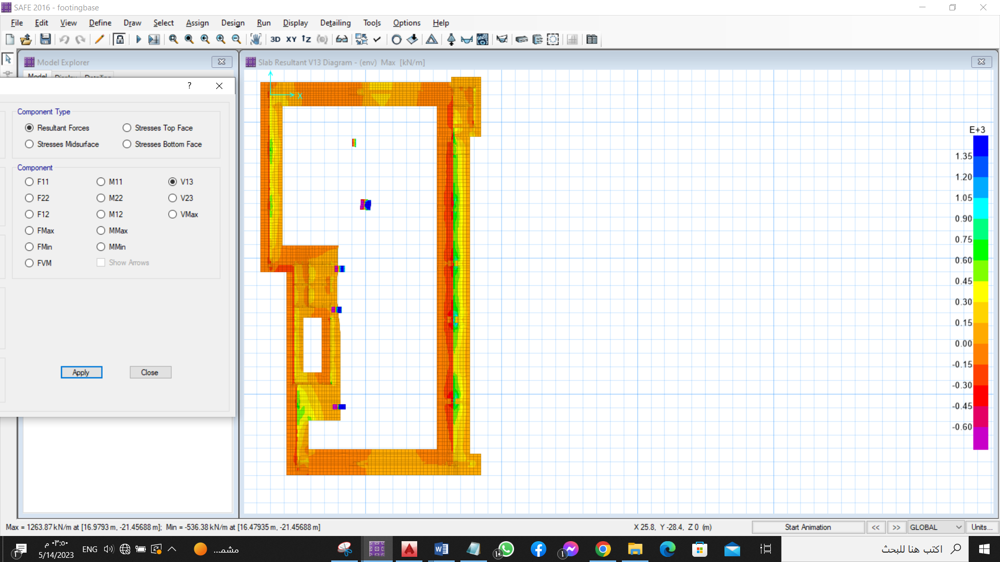 SAFE 2016 - footingbase
File Edit View Define Draw Select Assign Design Run Display Detailing Tools Options Help
3D XY
Model Explorer
Model Display Detailing
Slab Resultant V13 Diagram - (env) Max [kN/m]
?
Component Type
Resultant Forces Stresses Top Face
Stresses Midsurface Stresses Bottom Face
Component
F11 M11 V13
F22 M22 V23
F12 M12 VMax
FMax MMax
FMin MMin
FVM Show Arrows
Apply Close
X
E+3
1.35
1.20
1.05
0.90
0.75
0.60
0.45
0.30
0.15
0.00
-0.15
-0.30
-0.45
-0.60
Max = 1263.87 kN/m at [16.9793 m, -21.45688 m]; Min = -536.38 kN/m at [16.47935 m, -21.45688 m]
X 25.8, Y -28.4, Z 0 (m)
Start Animation << >> GLOBAL Units...
٠٣:٥٠ م
5/14/2023
ENG
مشمـ...
اكتب هنا للبحث